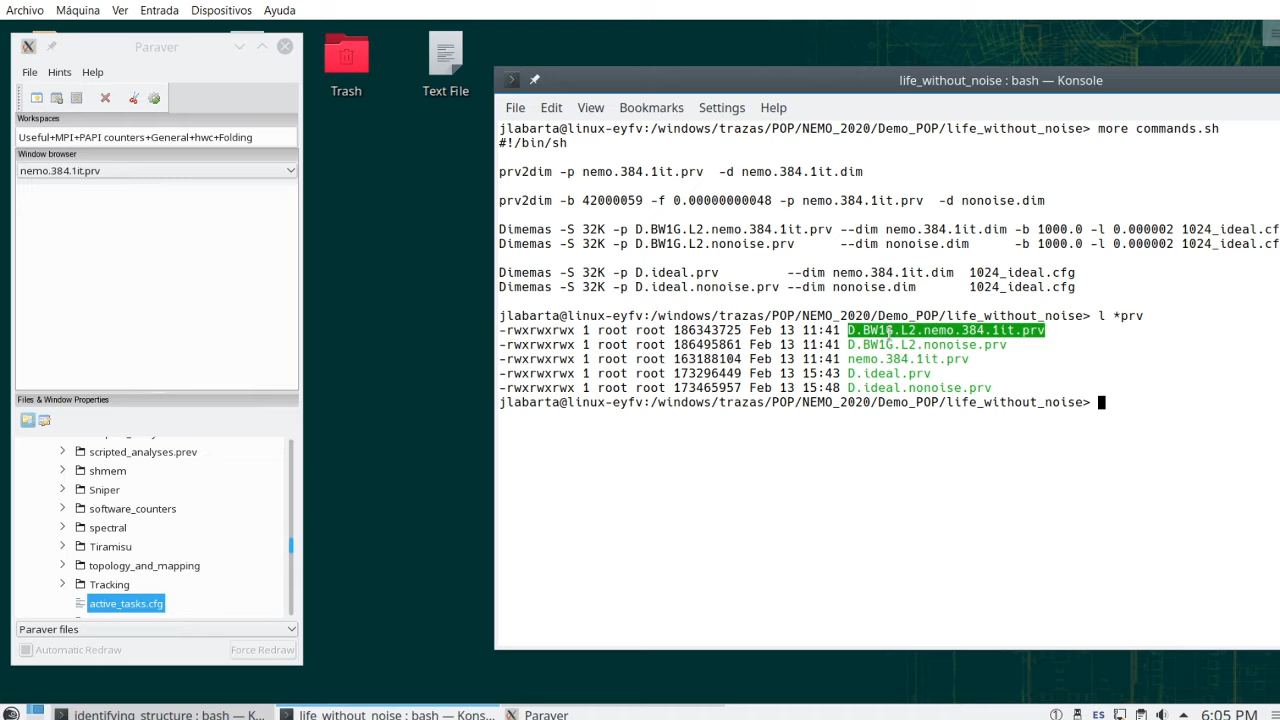 Archivo Máquina Ver Entrada Dispositivos Ayuda
Paraver
File Hints Help
Workspaces
Useful+MPI+PAPI counters+General+hwc+Folding
Window browser
nemo.384.1it.prv
Files & Window Properties
scripted_analyses.prev
shmem
Sniper
software_counters
spectral
Tiramisu
topology_and_mapping
Tracking
active_tasks.cfg
Paraver files
Automatic Redraw Force Redraw
Trash
Text File
life_without_noise : bash — Konsole
File Edit View Bookmarks Settings Help
jlabarta@linux-eyfv:/windows/trazas/POP/NEMO_2020/Demo_POP/life_without_noise> more commands.sh
#!/bin/sh
prv2dim -p nemo.384.1it.prv -d nemo.384.1it.dim
prv2dim -b 42000059 -f 0.00000000048 -p nemo.384.1it.prv -d nonoise.dim
Dimemas -S 32K -p D.BW1G.L2.nemo.384.1it.prv --dim nemo.384.1it.dim -b 1000.0 -l 0.000002 1024_ideal.cf
Dimemas -S 32K -p D.BW1G.L2.nonoise.prv --dim nonoise.dim -b 1000.0 -l 0.000002 1024_ideal.cf
Dimemas -S 32K -p D.ideal.prv --dim nemo.384.1it.dim 1024_ideal.cfg
Dimemas -S 32K -p D.ideal.nonoise.prv --dim nonoise.dim 1024_ideal.cfg
jlabarta@linux-eyfv:/windows/trazas/POP/NEMO_2020/Demo_POP/life_without_noise> l *prv
-rwxrwxrwx 1 root root 186343725 Feb 13 11:41 D.BW1G.L2.nemo.384.1it.prv
-rwxrwxrwx 1 root root 186495861 Feb 13 11:41 D.BW1G.L2.nonoise.prv
-rwxrwxrwx 1 root root 163188104 Feb 13 11:41 nemo.384.1it.prv
-rwxrwxrwx 1 root root 173296449 Feb 13 15:43 D.ideal.prv
-rwxrwxrwx 1 root root 173465957 Feb 13 15:48 D.ideal.nonoise.prv
jlabarta@linux-eyfv:/windows/trazas/POP/NEMO_2020/Demo_POP/life_without_noise>
identifying_structure : bash — K... life_without_noise : bash — Kons... Paraver ES 6:05 PM